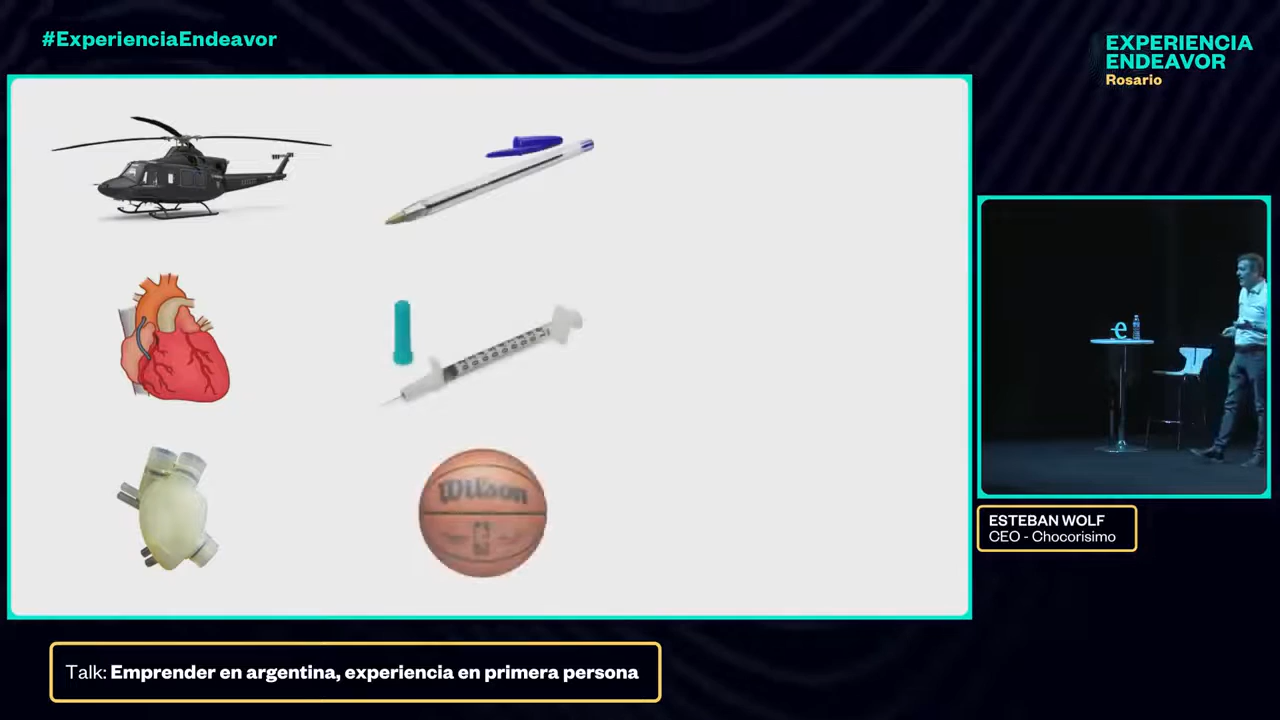 #ExperienciaEndeavor
EXPERIENCIA
ENDEAVOR
Rosario
Wilson
e
ESTEBAN WOLF
CEO - Chocorisimo
Talk: Emprender en argentina, experiencia en primera persona